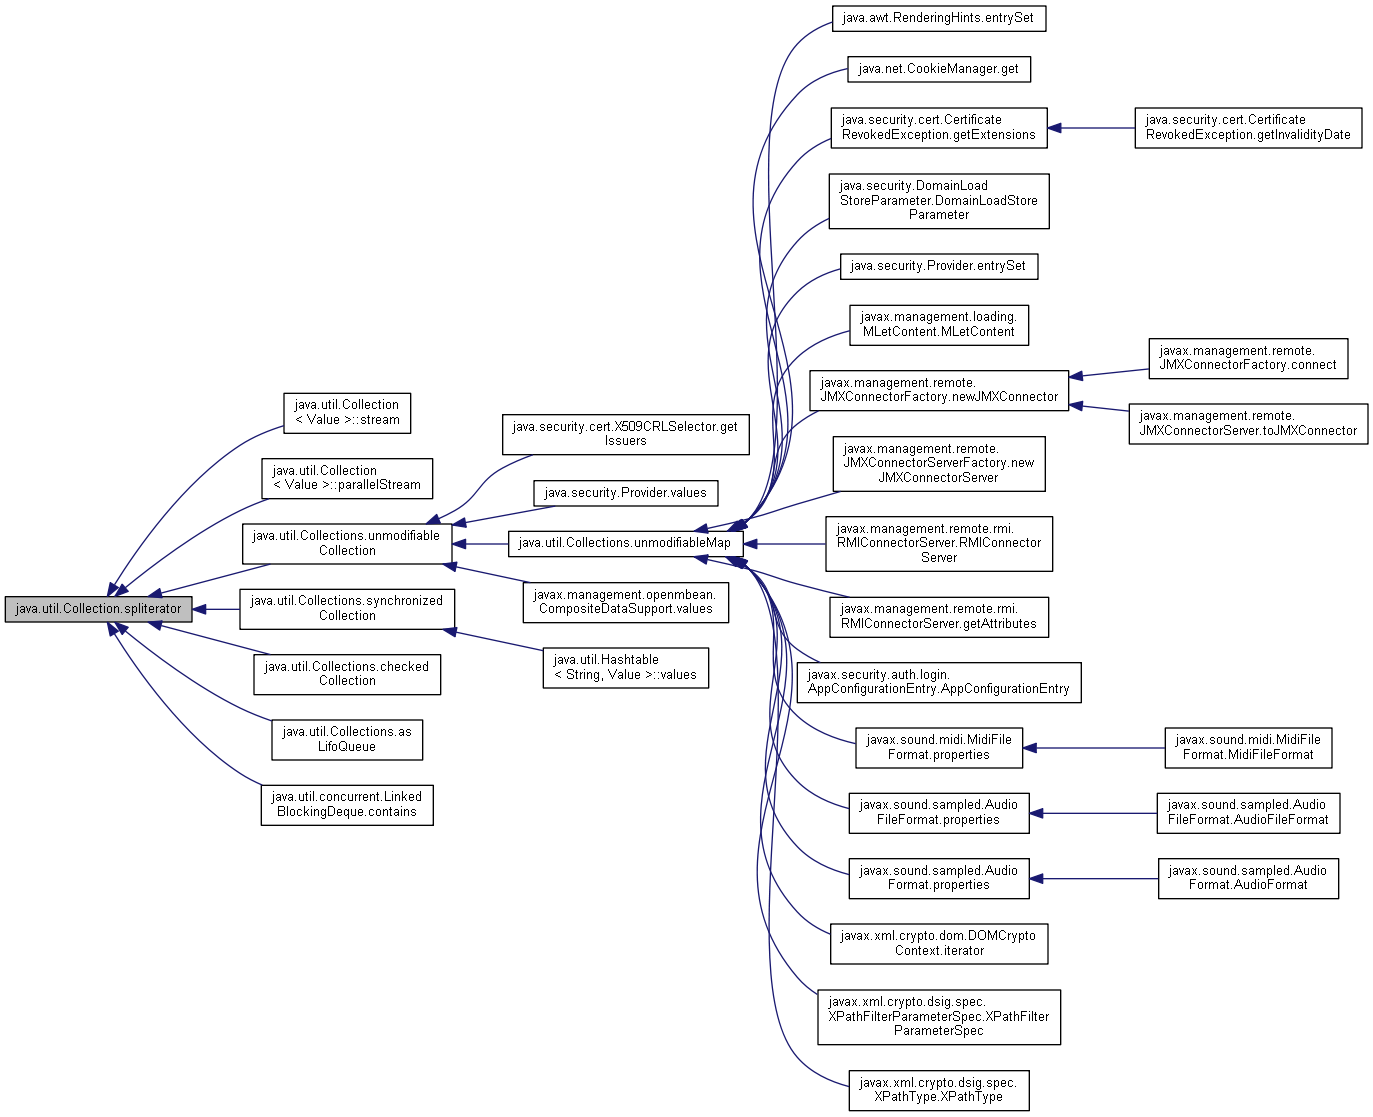 java.util.Collection.spliterator
java.util.Collection
< Value >::stream
java.util.Collection
< Value >::parallelStream
java.util.Collections.unmodifiable
Collection
java.util.Collections.synchronized
Collection
java.util.Collections.checked
Collection
java.util.Collections.as
LifoQueue
java.util.concurrent.Linked
BlockingDeque.contains
java.security.cert.X509CRLSelector.get
Issuers
java.security.Provider.values
java.util.Collections.unmodifiableMap
javax.management.openmbean.
CompositeDataSupport.values
java.util.Hashtable
< String, Value >::values
java.awt.RenderingHints.entrySet
java.net.CookieManager.get
java.security.cert.Certificate
RevokedException.getExtensions
java.security.DomainLoad
StoreParameter.DomainLoadStore
Parameter
java.security.Provider.entrySet
javax.management.loading.
MLetContent.MLetContent
javax.management.remote.
JMXConnectorFactory.newJMXConnector
javax.management.remote.
JMXConnectorServerFactory.new
JMXConnectorServer
javax.management.remote.rmi.
RMIConnectorServer.RMIConnector
Server
javax.management.remote.rmi.
RMIConnectorServer.getAttributes
javax.security.auth.login.
AppConfigurationEntry.AppConfigurationEntry
javax.sound.midi.MidiFile
Format.properties
javax.sound.sampled.Audio
FileFormat.properties
javax.sound.sampled.Audio
Format.properties
javax.xml.crypto.dom.DOMCrypto
Context.iterator
javax.xml.crypto.dsig.spec.
XPathFilterParameterSpec.XPathFilter
ParameterSpec
javax.xml.crypto.dsig.spec.
XPathType.XPathType
java.security.cert.Certificate
RevokedException.getInvalidityDate
javax.management.remote.
JMXConnectorFactory.connect
javax.management.remote.
JMXConnectorServer.toJMXConnector
javax.sound.midi.MidiFile
Format.MidiFileFormat
javax.sound.sampled.Audio
FileFormat.AudioFileFormat
javax.sound.sampled.Audio
Format.AudioFormat